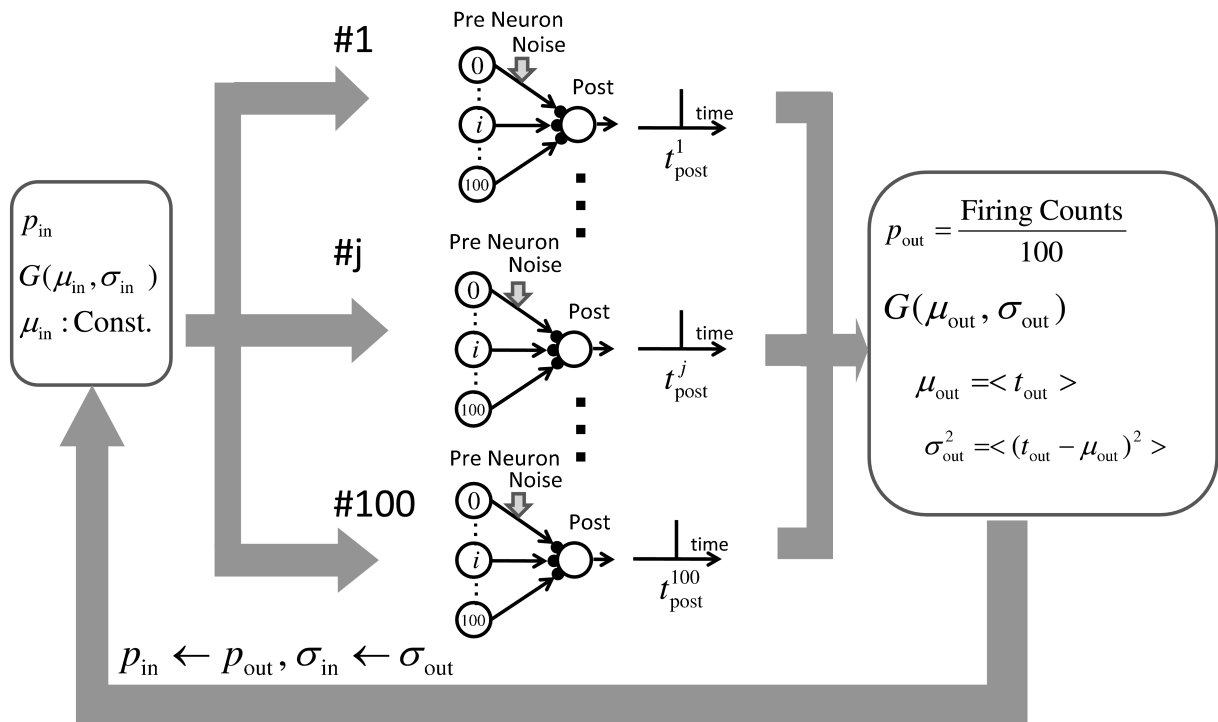 p_in
G(μ_in, σ_in )
μ_in : Const.
#1
Pre Neuron
Noise
0
i
100
Post
time
t^1_post
#j
Pre Neuron
Noise
0
i
100
Post
time
t^j_post
#100
Pre Neuron
Noise
0
i
100
Post
time
t^100_post
p_out = Firing Counts / 100
G(μ_out, σ_out)
μ_out =< t_out >
σ^2_out =< (t_out − μ_out)^2 >
p_in ← p_out, σ_in ← σ_out